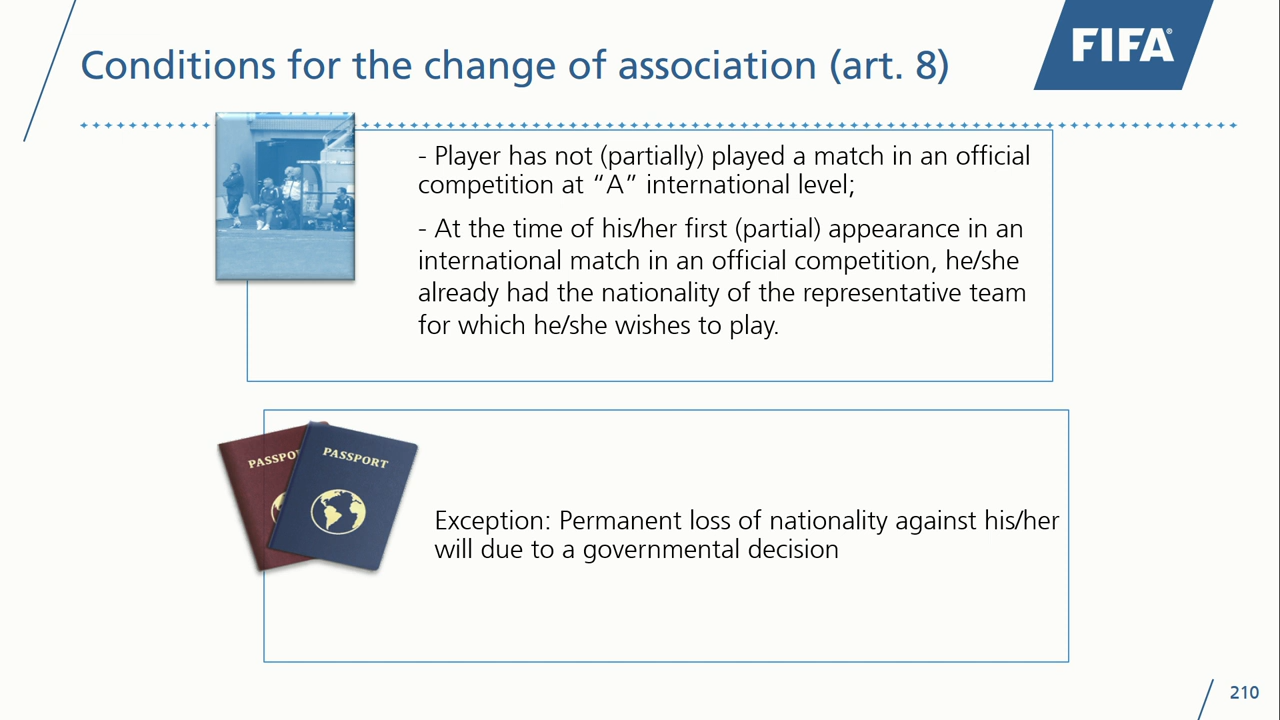 Conditions for the change of association (art. 8)
FIFA®
- Player has not (partially) played a match in an official
competition at “A” international level;
- At the time of his/her first (partial) appearance in an
international match in an official competition, he/she
already had the nationality of the representative team
for which he/she wishes to play.
PASSPO
PASSPORT
Exception: Permanent loss of nationality against his/her
will due to a governmental decision
210